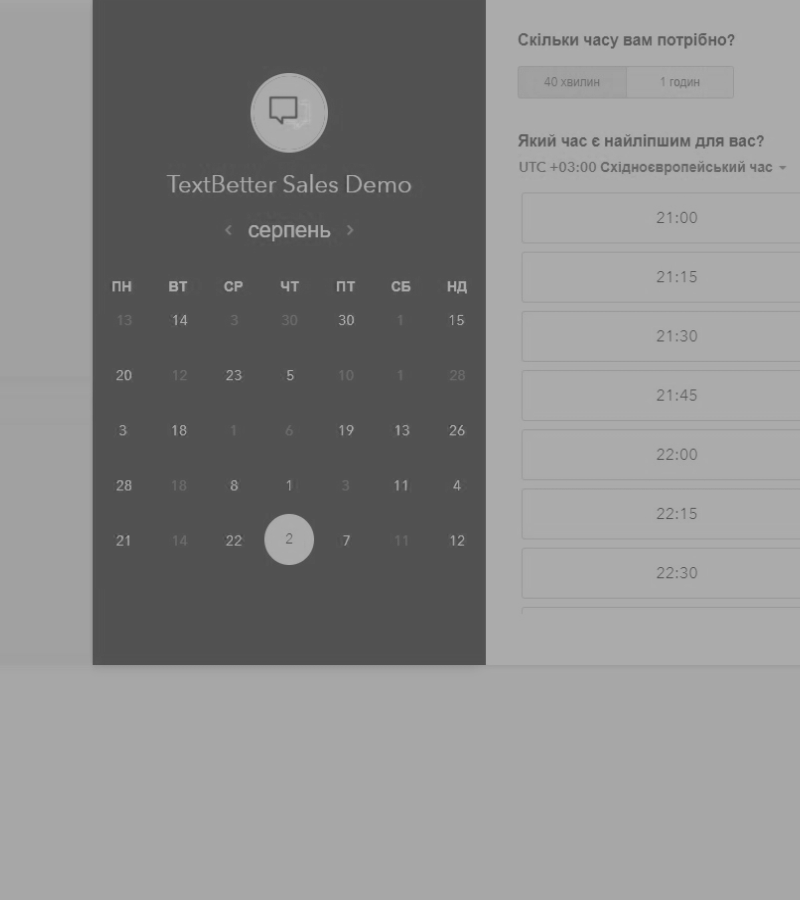 TextBetter Sales Demo
серпень
ПН ВТ СР ЧТ ПТ СБ НД
13 14 3 30 30 1 15
20 12 23 5 10 1 28
3 18 1 6 19 13 26
28 18 8 1 3 11 4
21 14 22 2 7 11 12
Скільки часу вам потрібно?
40 хвилин 1 годин
Який час є найліпшим для вас?
UTC +03:00 Східноєвропейський час
21:00
21:15
21:30
21:45
22:00
22:15
22:30